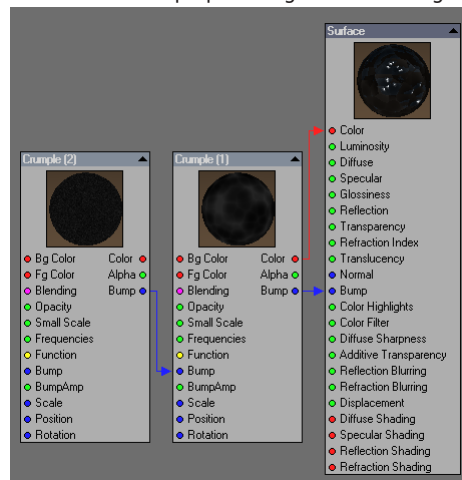 Crumple (2)
Bg Color Color
Fg Color Alpha
Blending Bump
Opacity
Small Scale
Frequencies
Function
Bump
BumpAmp
Scale
Position
Rotation
Crumple (1)
Bg Color Color
Fg Color Alpha
Blending Bump
Opacity
Small Scale
Frequencies
Function
Bump
BumpAmp
Scale
Position
Rotation
Surface
Color
Luminosity
Diffuse
Specular
Glossiness
Reflection
Transparency
Refraction Index
Translucency
Normal
Bump
Color Highlights
Color Filter
Diffuse Sharpness
Additive Transparency
Reflection Blurring
Refraction Blurring
Displacement
Diffuse Shading
Specular Shading
Reflection Shading
Refraction Shading